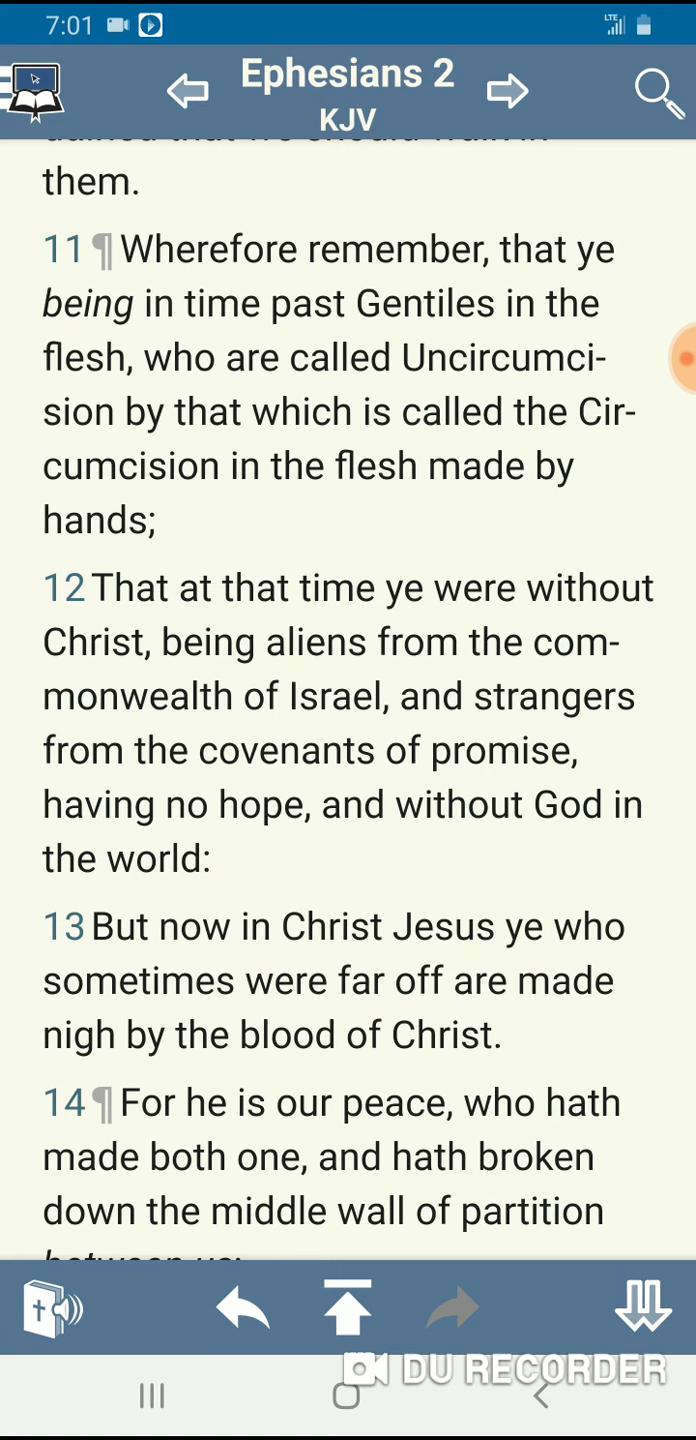 7:01
LTE
Ephesians 2
KJV
them.
11 ¶ Wherefore remember, that ye
being in time past Gentiles in the
flesh, who are called Uncircumci-
sion by that which is called the Cir-
cumcision in the flesh made by
hands;
12 That at that time ye were without
Christ, being aliens from the com-
monwealth of Israel, and strangers
from the covenants of promise,
having no hope, and without God in
the world:
13 But now in Christ Jesus ye who
sometimes were far off are made
nigh by the blood of Christ.
14 ¶ For he is our peace, who hath
made both one, and hath broken
down the middle wall of partition
between us;
DU RECORDER